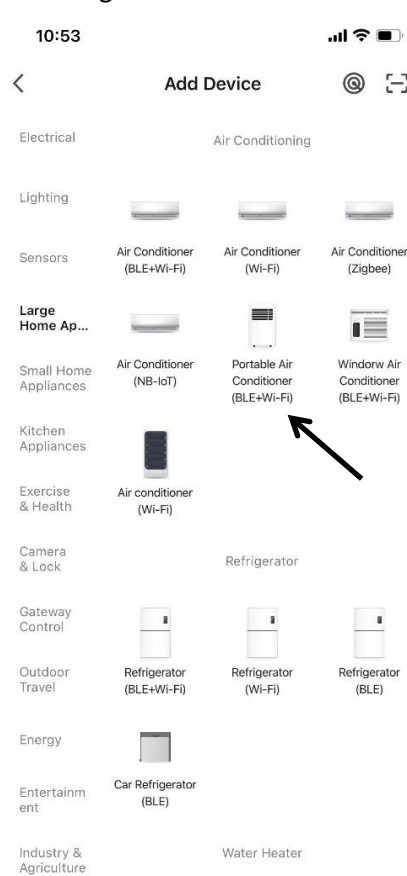 10:53
Add Device
Electrical
Lighting
Sensors
Large
Home Ap...
Small Home
Appliances
Kitchen
Appliances
Exercise
& Health
Camera
& Lock
Gateway
Control
Outdoor
Travel
Energy
Entertainm
ent
Industry &
Agriculture
Air Conditioning
Air Conditioner
(BLE+Wi-Fi)
Air Conditioner
(Wi-Fi)
Air Conditioner
(Zigbee)
Air Conditioner
(NB-IoT)
Portable Air
Conditioner
(BLE+Wi-Fi)
Windorw Air
Conditioner
(BLE+Wi-Fi)
Air conditioner
(Wi-Fi)
Refrigerator
Refrigerator
(BLE+Wi-Fi)
Refrigerator
(Wi-Fi)
Refrigerator
(BLE)
Car Refrigerator
(BLE)
Water Heater